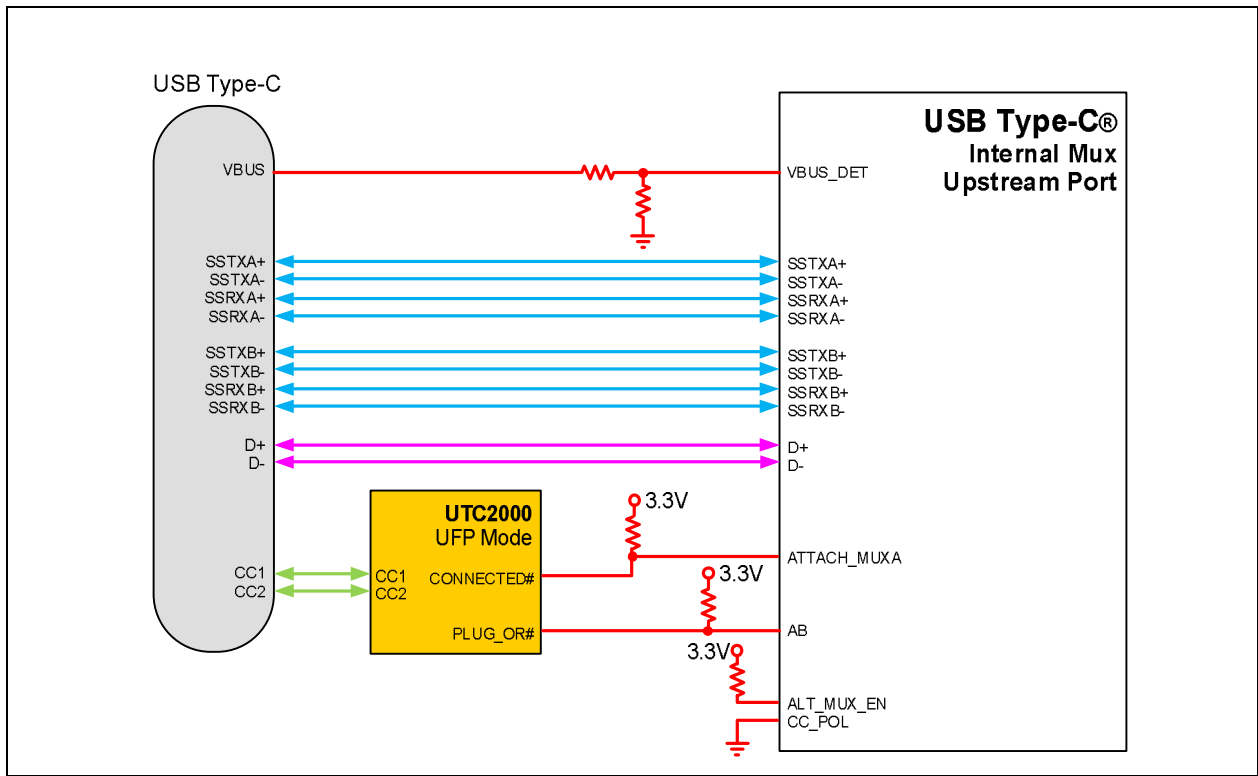 USB Type-C
VBUS
SSTXA+
SSTXA-
SSRXA+
SSRXA-
SSTXB+
SSTXB-
SSRXB+
SSRXB-
D+
D-
CC1
CC2
UTC2000
UFP Mode
CC1
CC2
CONNECTED#
PLUG_OR#
3.3V
3.3V
3.3V
USB Type-C®
Internal Mux
Upstream Port
VBUS_DET
SSTXA+
SSTXA-
SSRXA+
SSRXA-
SSTXB+
SSTXB-
SSRXB+
SSRXB-
D+
D-
ATTACH_MUXA
AB
ALT_MUX_EN
CC_POL